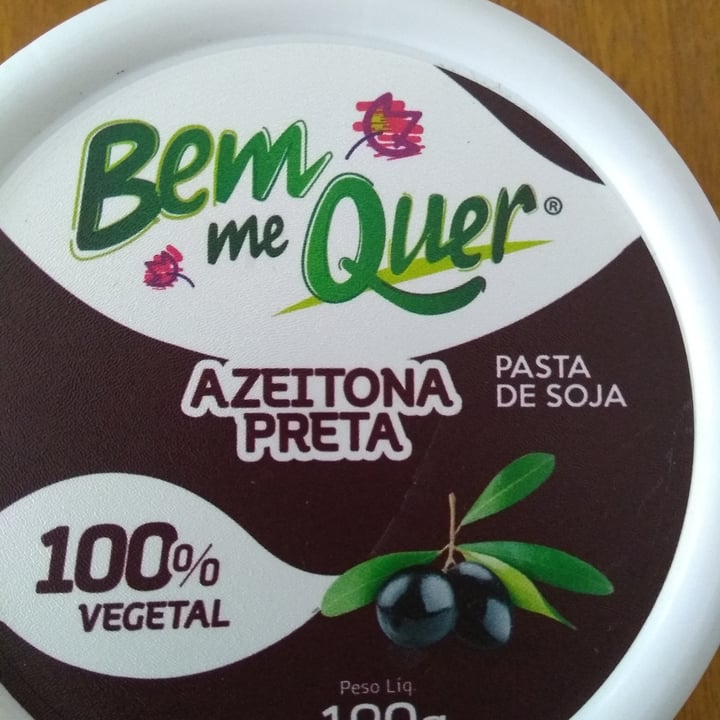 Bem
me Quer®
AZEITONA
PRETA
PASTA
DE SOJA
100%
VEGETAL
Peso Líq.